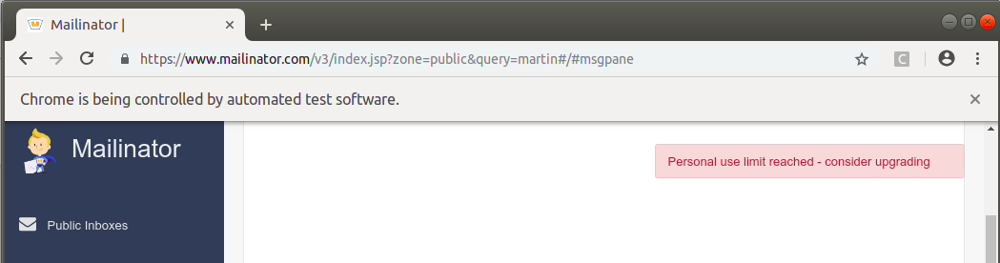 Mailinator |
https://www.mailinator.com/v3/index.jsp?zone=public&query=martin#/#msgpane
C
Chrome is being controlled by automated test software.
Mailinator
Personal use limit reached - consider upgrading
Public Inboxes